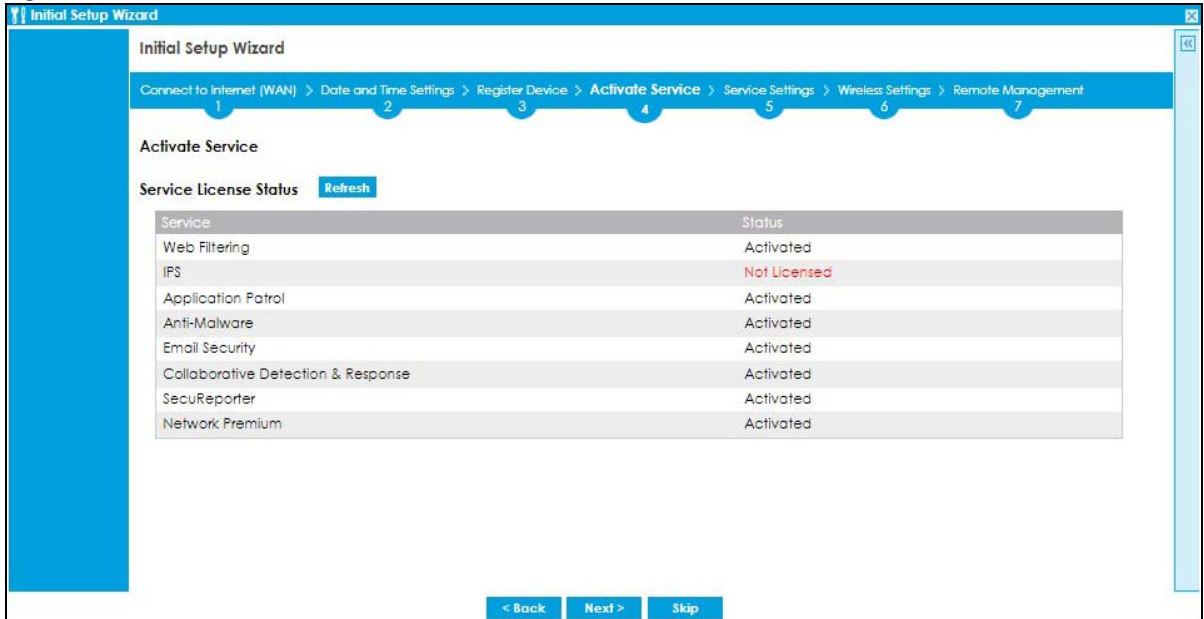 Initial Setup Wizard
Initial Setup Wizard
Connect to Internet (WAN) > Date and Time Settings > Register Device > Activate Service > Service Settings > Wireless Settings > Remote Management
1 2 3 4 5 6 7
Activate Service
Service License Status Refresh
Service Status
Web Filtering Activated
IPS Not Licensed
Application Patrol Activated
Anti-Malware Activated
Email Security Activated
Collaborative Detection & Response Activated
SecuReporter Activated
Network Premium Activated
< Back Next > Skip